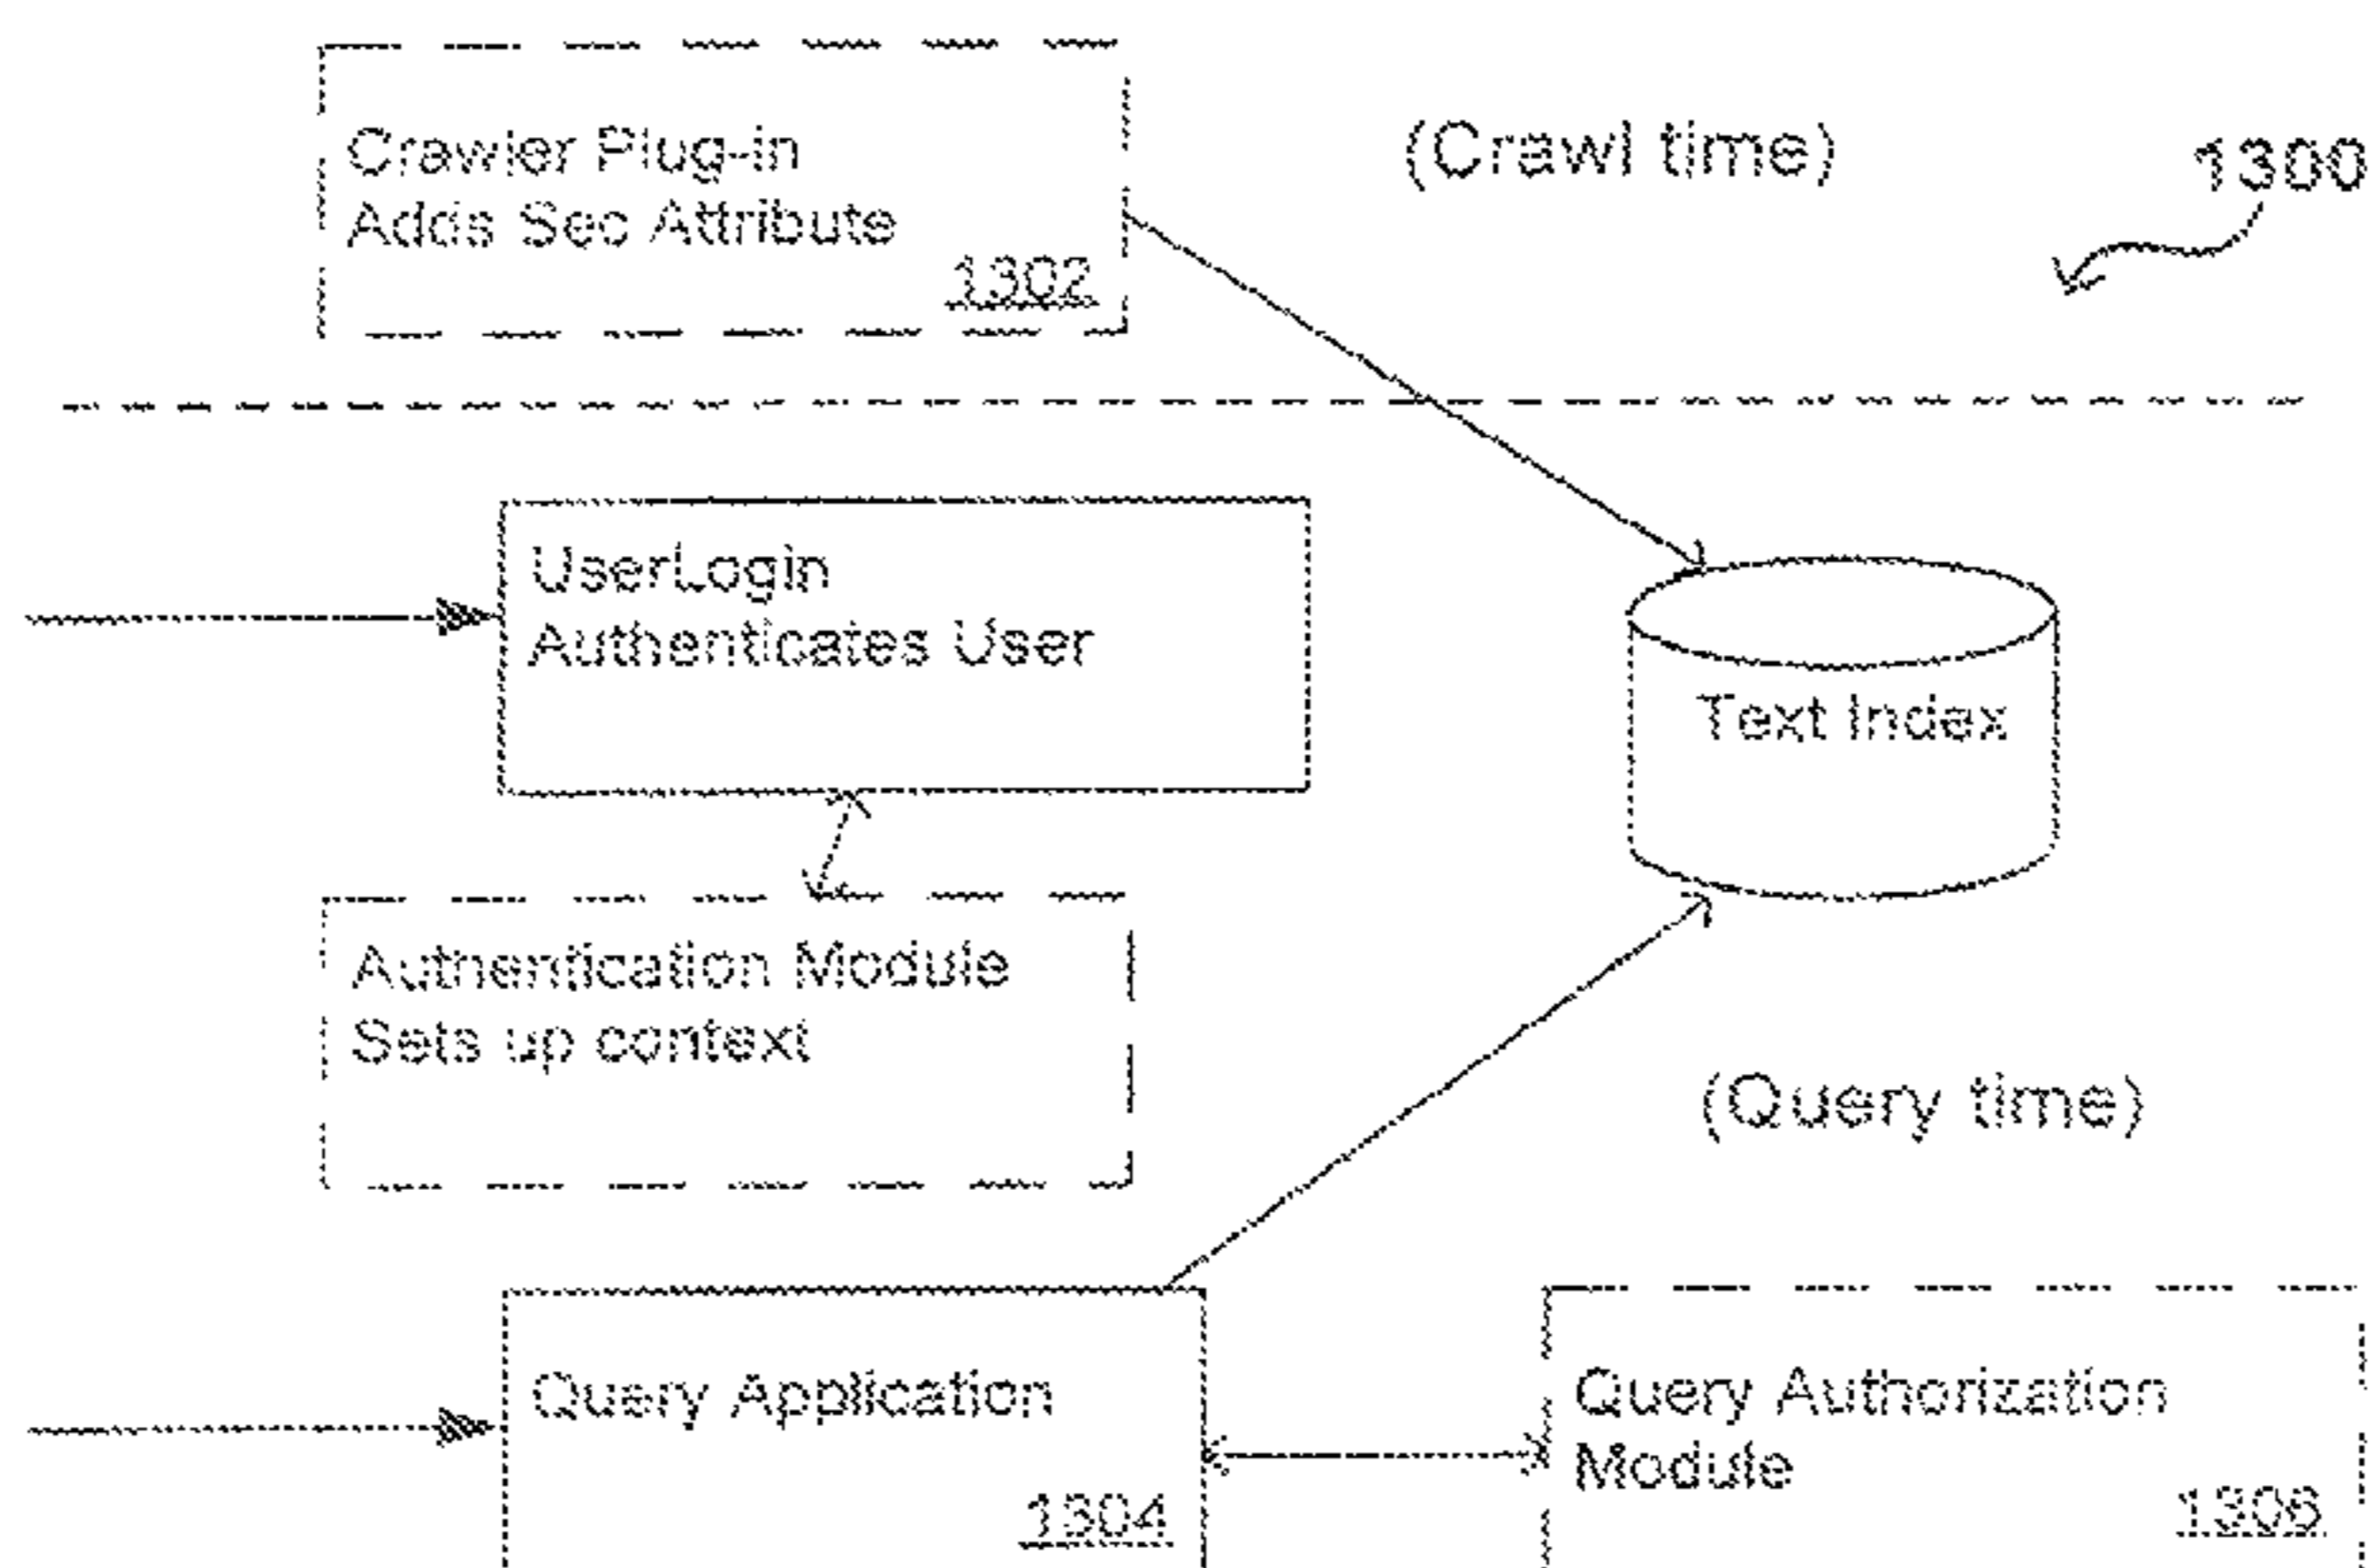 Crawler Plug-in
Adds Sec Attribute
1302
(Crawl time)
1300
UserLogin
Authenticates User
Text Index
Authentication Module
Sets up context
(Query time)
Query Application
1304
Query Authorization
Module
1306